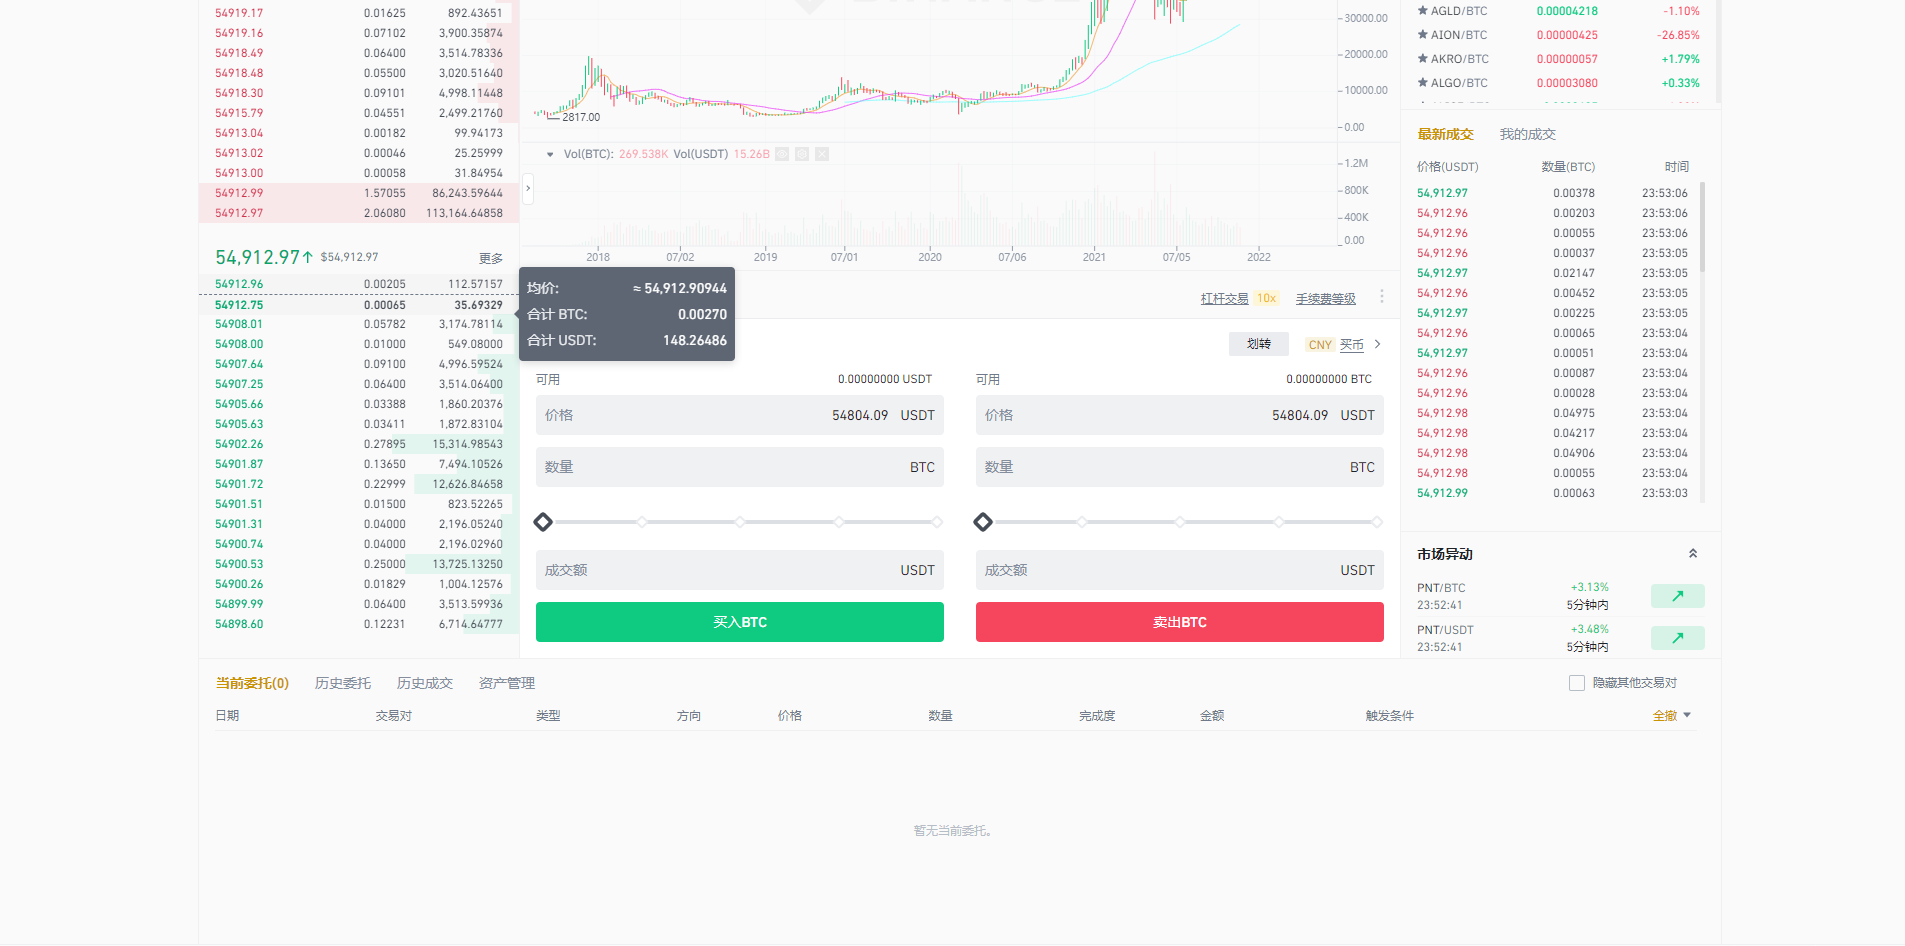 54919.17 0.01625 892.43651
54919.16 0.07102 3,900.35874
54918.49 0.06400 3,514.78336
54918.48 0.05500 3,020.51640
54918.30 0.09101 4,998.11448
54915.79 0.04551 2,499.21760
54913.04 0.00182 99.94173
54913.02 0.00046 25.25999
54913.00 0.00058 31.84954
54912.99 1.57055 86,243.59644
54912.97 2.06080 113,164.64858
54,912.97↑ $54,912.97 更多
54912.96 0.00205 112.57157
54912.75 0.00065 35.69329
54908.01 0.05782 3,174.78114
54908.00 0.01000 549.08000
54907.64 0.09100 4,996.59524
54907.25 0.06400 3,514.06400
54905.66 0.03388 1,860.20376
54905.63 0.03411 1,872.83104
54902.26 0.27895 15,314.98543
54901.87 0.13650 7,494.10526
54901.72 0.22999 12,626.84658
54901.51 0.01500 823.52265
54901.31 0.04000 2,196.05240
54900.74 0.04000 2,196.02960
54900.53 0.25000 13,725.13250
54900.26 0.01829 1,004.12576
54899.99 0.06400 3,513.59936
54898.60 0.12231 6,714.64777
30000.00
20000.00
10000.00
0.00
2817.00
Vol(BTC): 269.538K Vol(USDT) 15.26B
1.2M
800K
400K
0.00
2018 07/02 2019 07/01 2020 07/06 2021 07/05 2022
均价: ≈ 54,912.90944
合计 BTC: 0.00270
合计 USDT: 148.26486
杠杆交易 10x 手续费等级
划转 CNY 买币
可用 0.00000000 USDT
价格 54804.09 USDT
数量 BTC
成交额 USDT
买入BTC
可用 0.00000000 BTC
价格 54804.09 USDT
数量 BTC
成交额 USDT
卖出BTC
AGLD/BTC 0.00004218 -1.10%
AION/BTC 0.00000425 -26.85%
AKRO/BTC 0.00000057 +1.79%
ALGO/BTC 0.00003080 +0.33%
最新成交 我的成交
价格(USDT) 数量(BTC) 时间
54,912.97 0.00378 23:53:06
54,912.96 0.00203 23:53:06
54,912.96 0.00055 23:53:06
54,912.96 0.00037 23:53:05
54,912.97 0.02147 23:53:05
54,912.96 0.00452 23:53:05
54,912.97 0.00225 23:53:05
54,912.96 0.00065 23:53:04
54,912.97 0.00051 23:53:04
54,912.96 0.00087 23:53:04
54,912.96 0.00028 23:53:04
54,912.98 0.04975 23:53:04
54,912.98 0.04217 23:53:04
54,912.98 0.04906 23:53:04
54,912.98 0.00055 23:53:04
54,912.99 0.00063 23:53:03
市场异动
PNT/BTC +3.13%
23:52:41 5分钟内
PNT/USDT +3.48%
23:52:41 5分钟内
当前委托(0) 历史委托 历史成交 资产管理 隐藏其他交易对
日期 交易对 类型 方向 价格 数量 完成度 金额 触发条件 全撤
暂无当前委托。